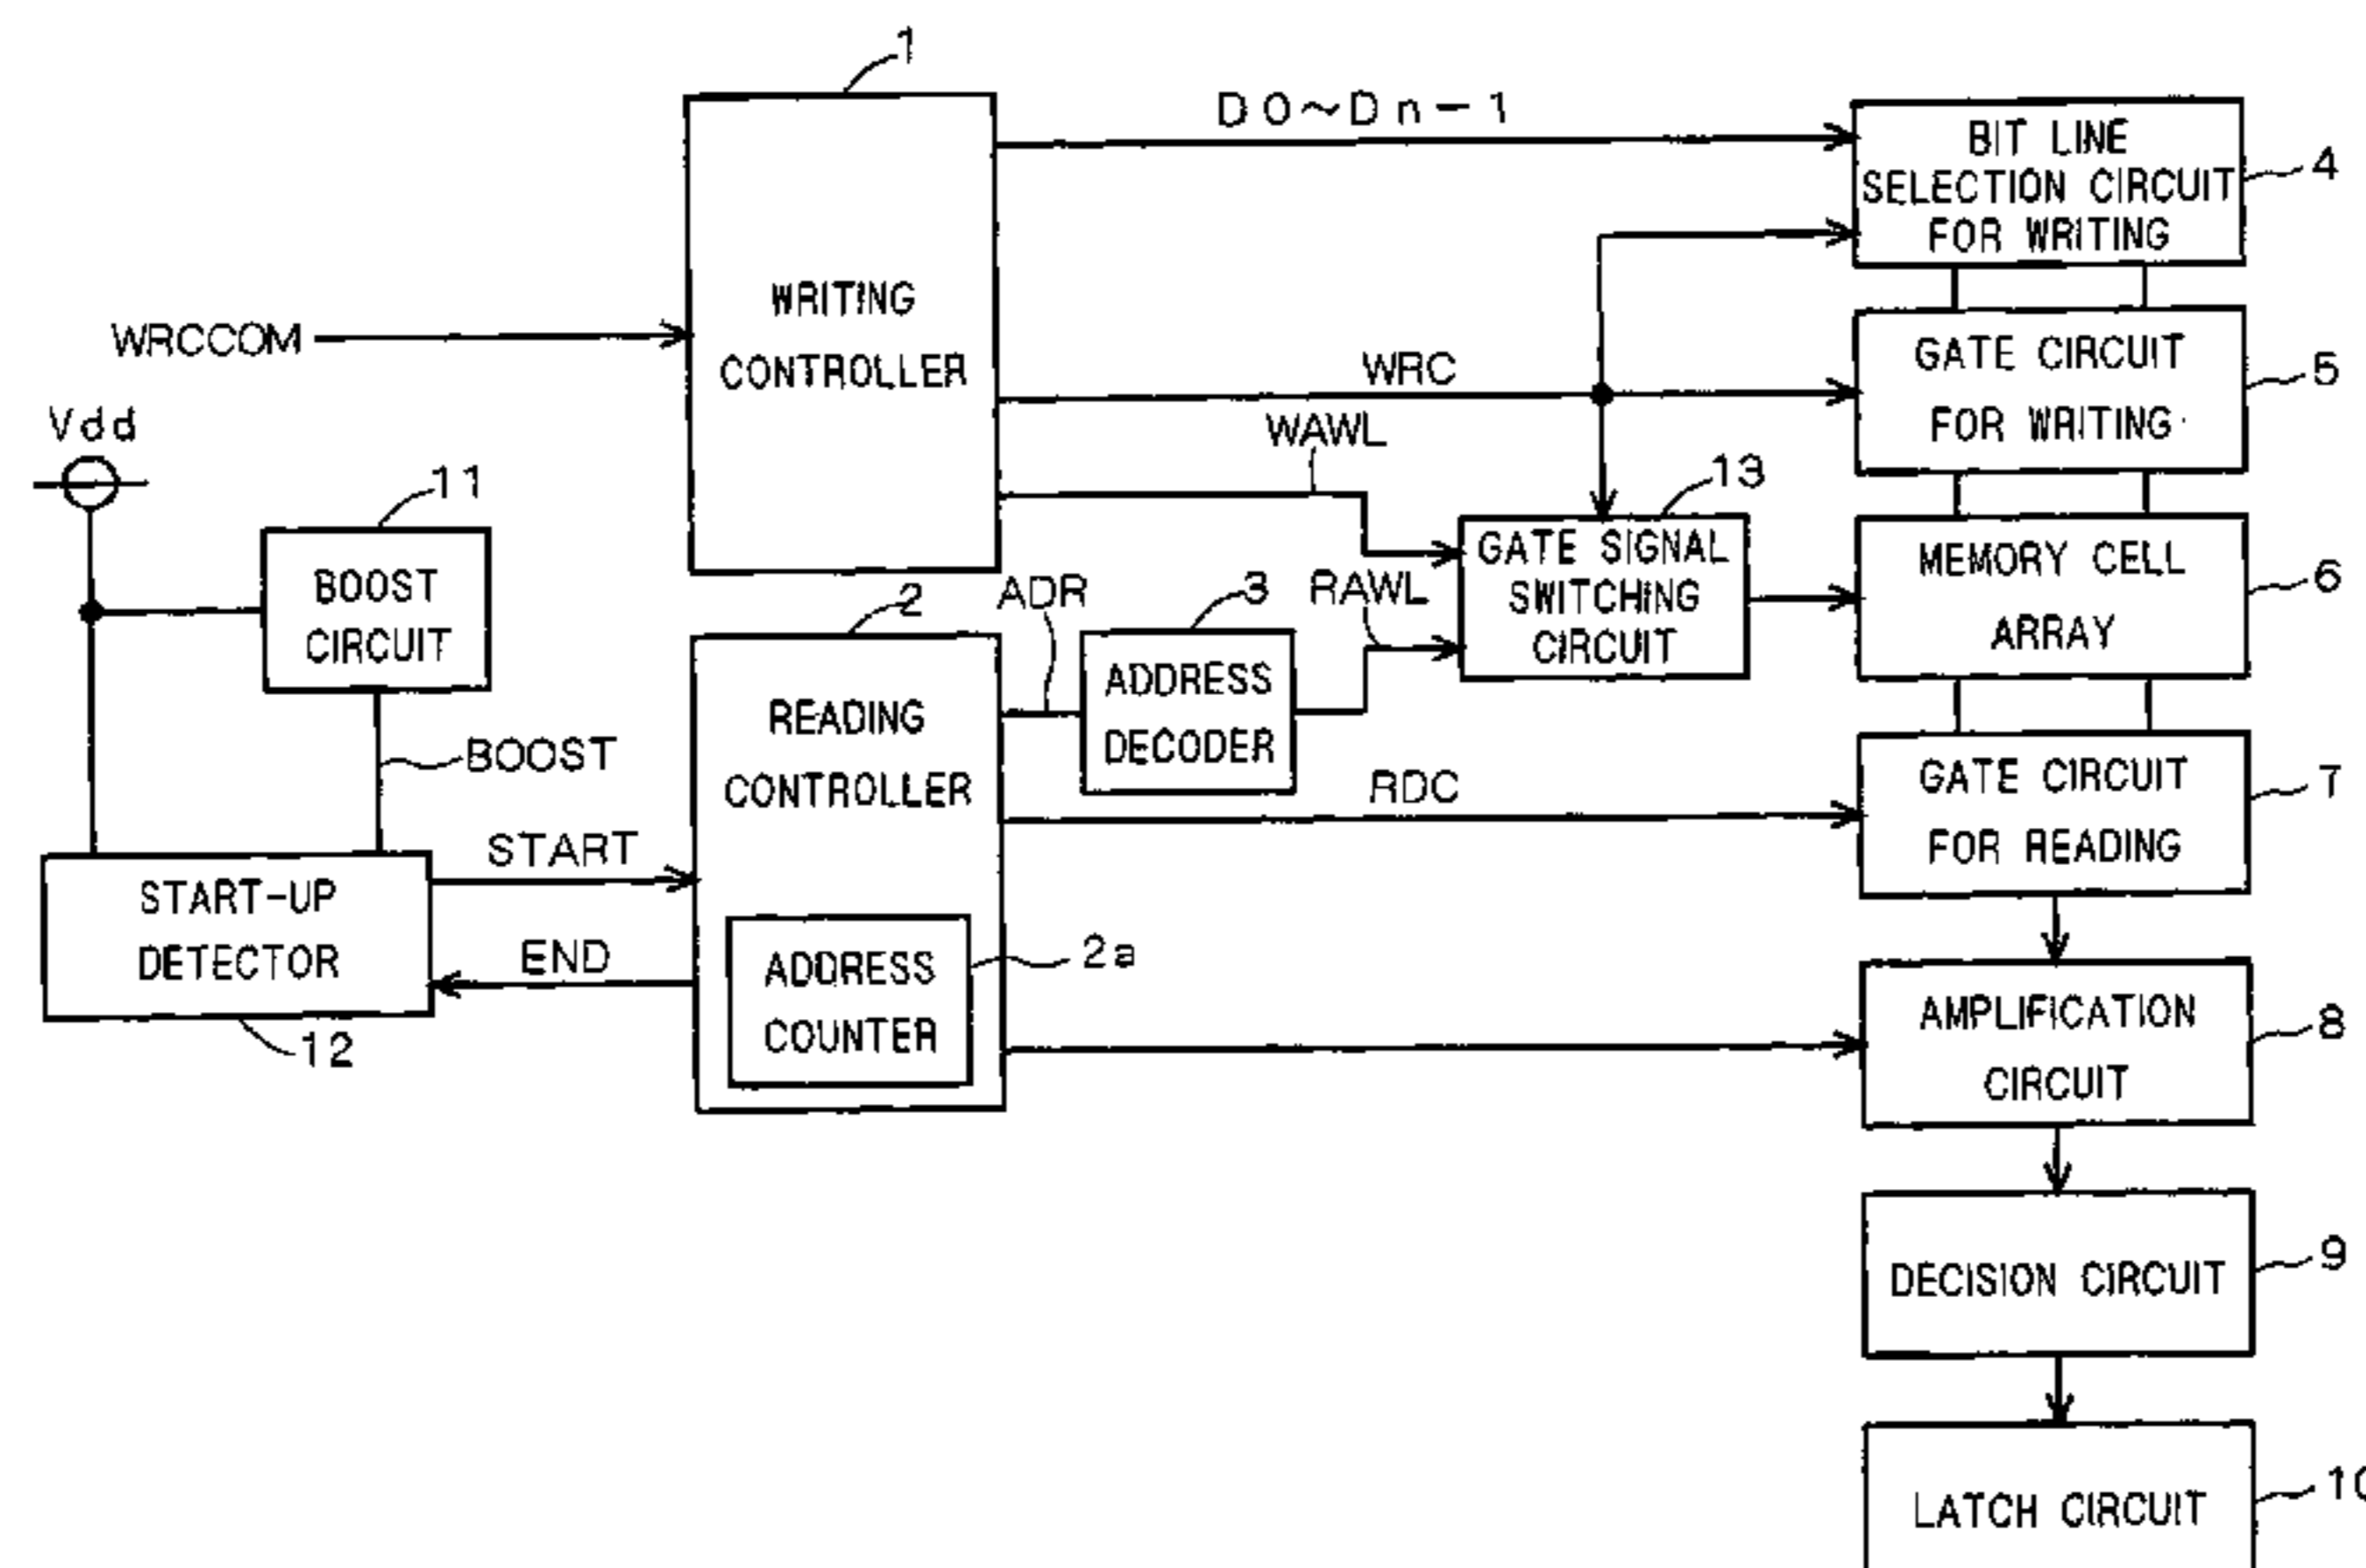 1
D0~Dn-1
BIT LINE
SELECTION CIRCUIT
FOR WRITING
4
WRITING
CONTROLLER
WRCCOM
WRC
GATE CIRCUIT
FOR WRITING
5
Vdd
WAWL
11
BOOST
CIRCUIT
13
GATE SIGNAL
SWITCHING
CIRCUIT
MEMORY CELL
ARRAY
6
2
ADR
3
RAWL
READING
CONTROLLER
ADDRESS
DECODER
BOOST
RDC
GATE CIRCUIT
FOR READING
7
START-UP
DETECTOR
START
END
12
ADDRESS
COUNTER
2a
AMPLIFICATION
CIRCUIT
8
DECISION CIRCUIT
9
LATCH CIRCUIT
10